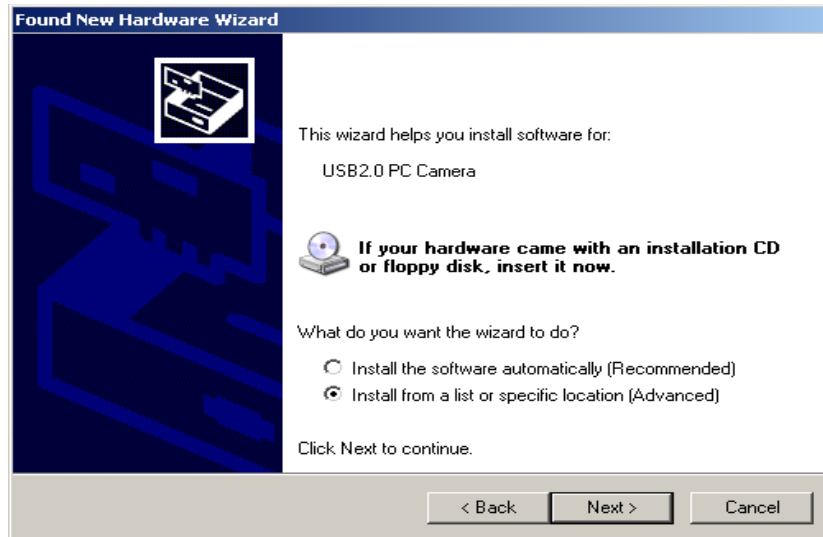 Found New Hardware Wizard
This wizard helps you install software for:
USB2.0 PC Camera
If your hardware came with an installation CD
or floppy disk, insert it now.
What do you want the wizard to do?
Install the software automatically (Recommended)
Install from a list or specific location (Advanced)
Click Next to continue.
< Back
Next >
Cancel